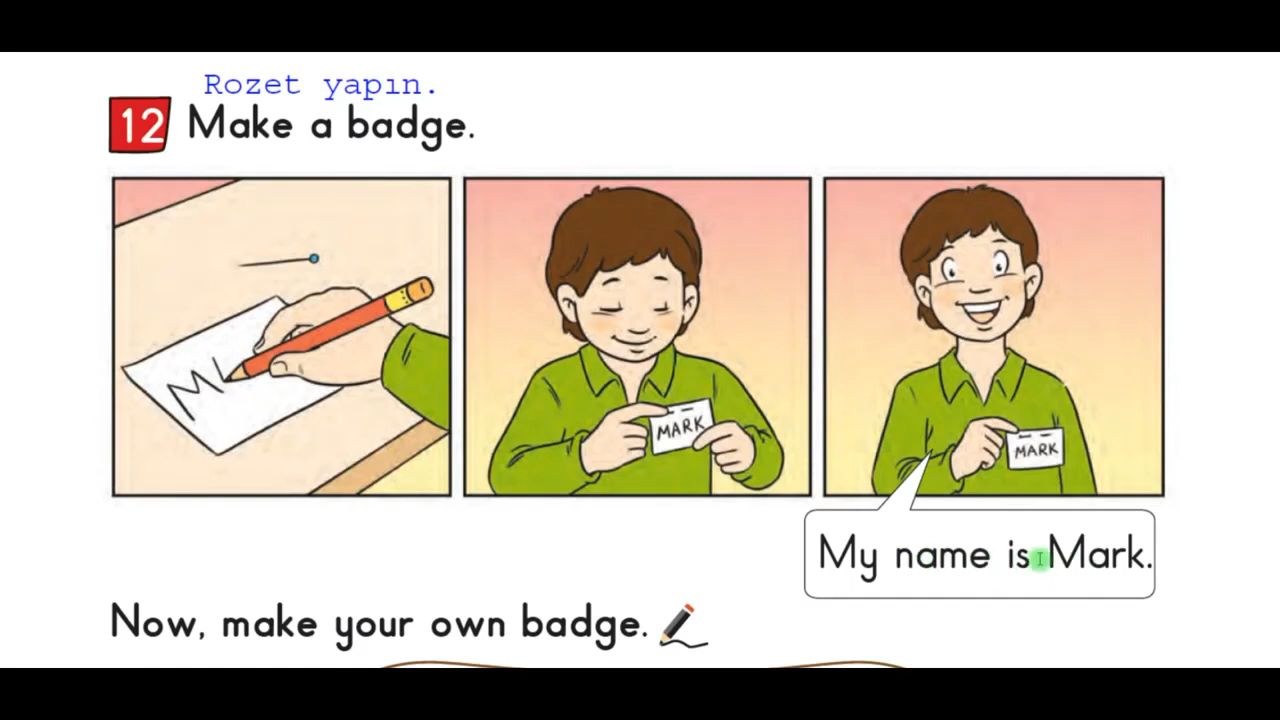 Rozet yapın.
12 Make a badge.
M
MARK
MARK
My name is Mark.
Now, make your own badge.